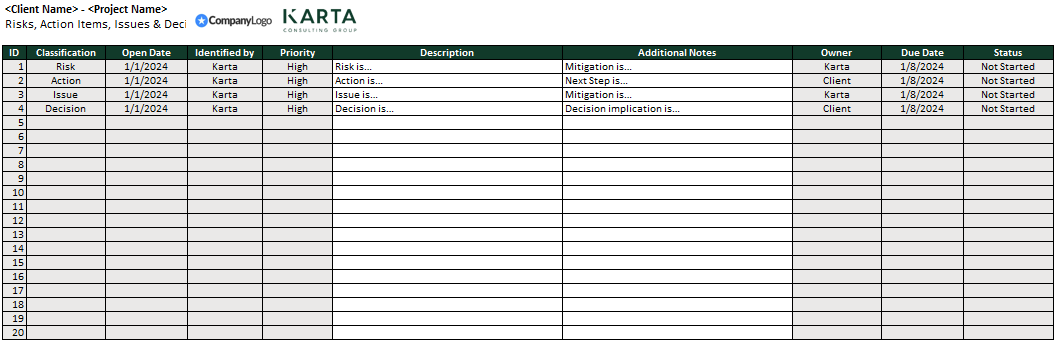 <Client Name> - <Project Name>
Risks, Action Items, Issues & Deci
CompanyLogo
KARTA
CONSULTING GROUP
ID Classification Open Date Identified by Priority Description Additional Notes Owner Due Date Status
1 Risk 1/1/2024 Karta High Risk is... Mitigation is... Karta 1/8/2024 Not Started
2 Action 1/1/2024 Karta High Action is... Next Step is... Client 1/8/2024 Not Started
3 Issue 1/1/2024 Karta High Issue is... Mitigation is... Karta 1/8/2024 Not Started
4 Decision 1/1/2024 Karta High Decision is... Decision implication is... Client 1/8/2024 Not Started
5
6
7
8
9
10
11
12
13
14
15
16
17
18
19
20